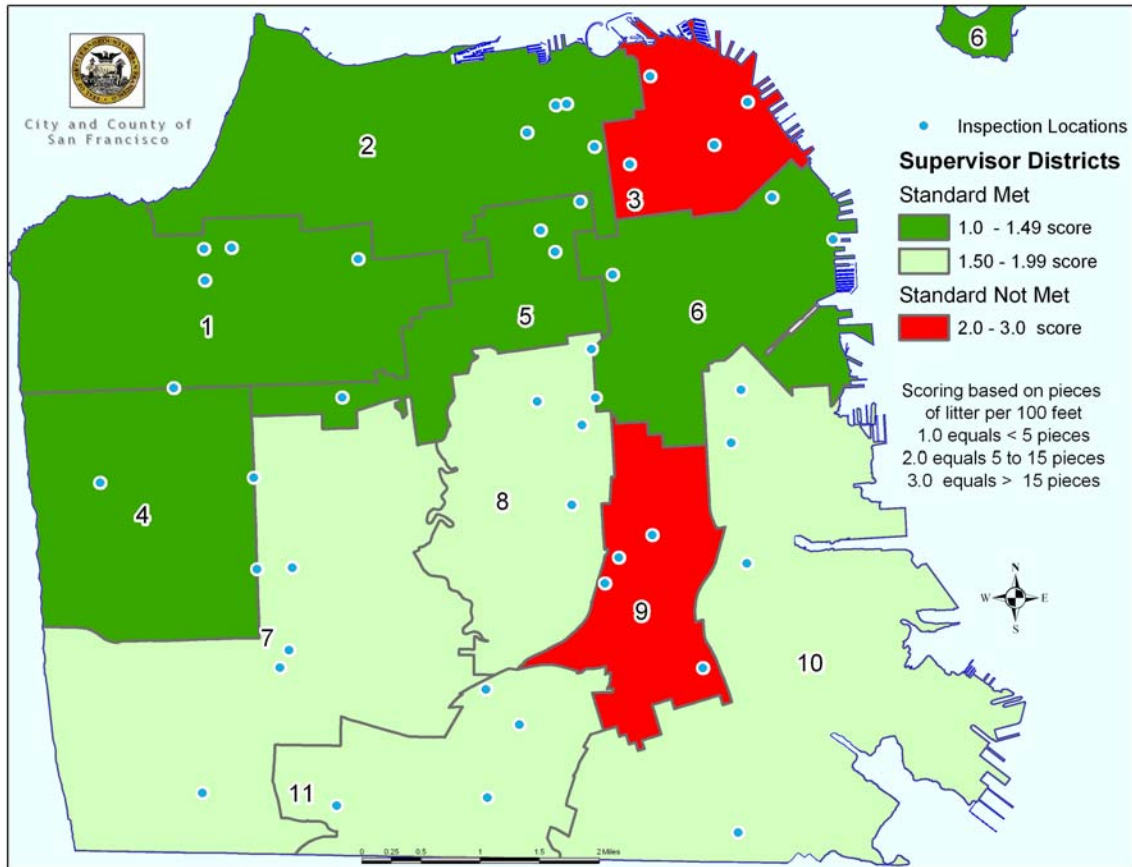 City and County of
San Francisco
6
2
3
Inspection Locations
Supervisor Districts
Standard Met
1.0 - 1.49 score
1.50 - 1.99 score
Standard Not Met
2.0 - 3.0 score
1
5
6
Scoring based on pieces
of litter per 100 feet
1.0 equals < 5 pieces
2.0 equals 5 to 15 pieces
3.0 equals > 15 pieces
4
8
N
W E
S
7
9
10
11
0 0.25 0.5 1 1.5 2 Miles